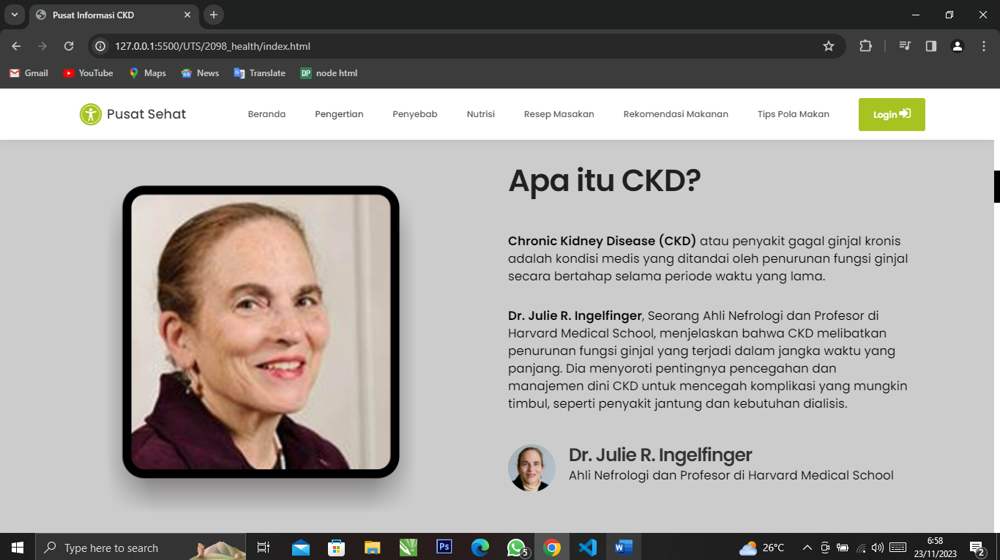 Pusat Informasi CKD
127.0.0.1:5500/UTS/2098_health/index.html
Gmail YouTube Maps News Translate DP node html
Pusat Sehat Beranda Pengertian Penyebab Nutrisi Resep Masakan Rekomendasi Makanan Tips Pola Makan Login
Apa itu CKD?
Chronic Kidney Disease (CKD) atau penyakit gagal ginjal kronis
adalah kondisi medis yang ditandai oleh penurunan fungsi ginjal
secara bertahap selama periode waktu yang lama.
Dr. Julie R. Ingelfinger, Seorang Ahli Nefrologi dan Profesor di
Harvard Medical School, menjelaskan bahwa CKD melibatkan
penurunan fungsi ginjal yang terjadi dalam jangka waktu yang
panjang. Dia menyoroti pentingnya pencegahan dan
manajemen dini CKD untuk mencegah komplikasi yang mungkin
timbul, seperti penyakit jantung dan kebutuhan dialisis.
Dr. Julie R. Ingelfinger
Ahli Nefrologi dan Profesor di Harvard Medical School
Type here to search Ps 5 W 26°C 6:58 2
23/11/2023